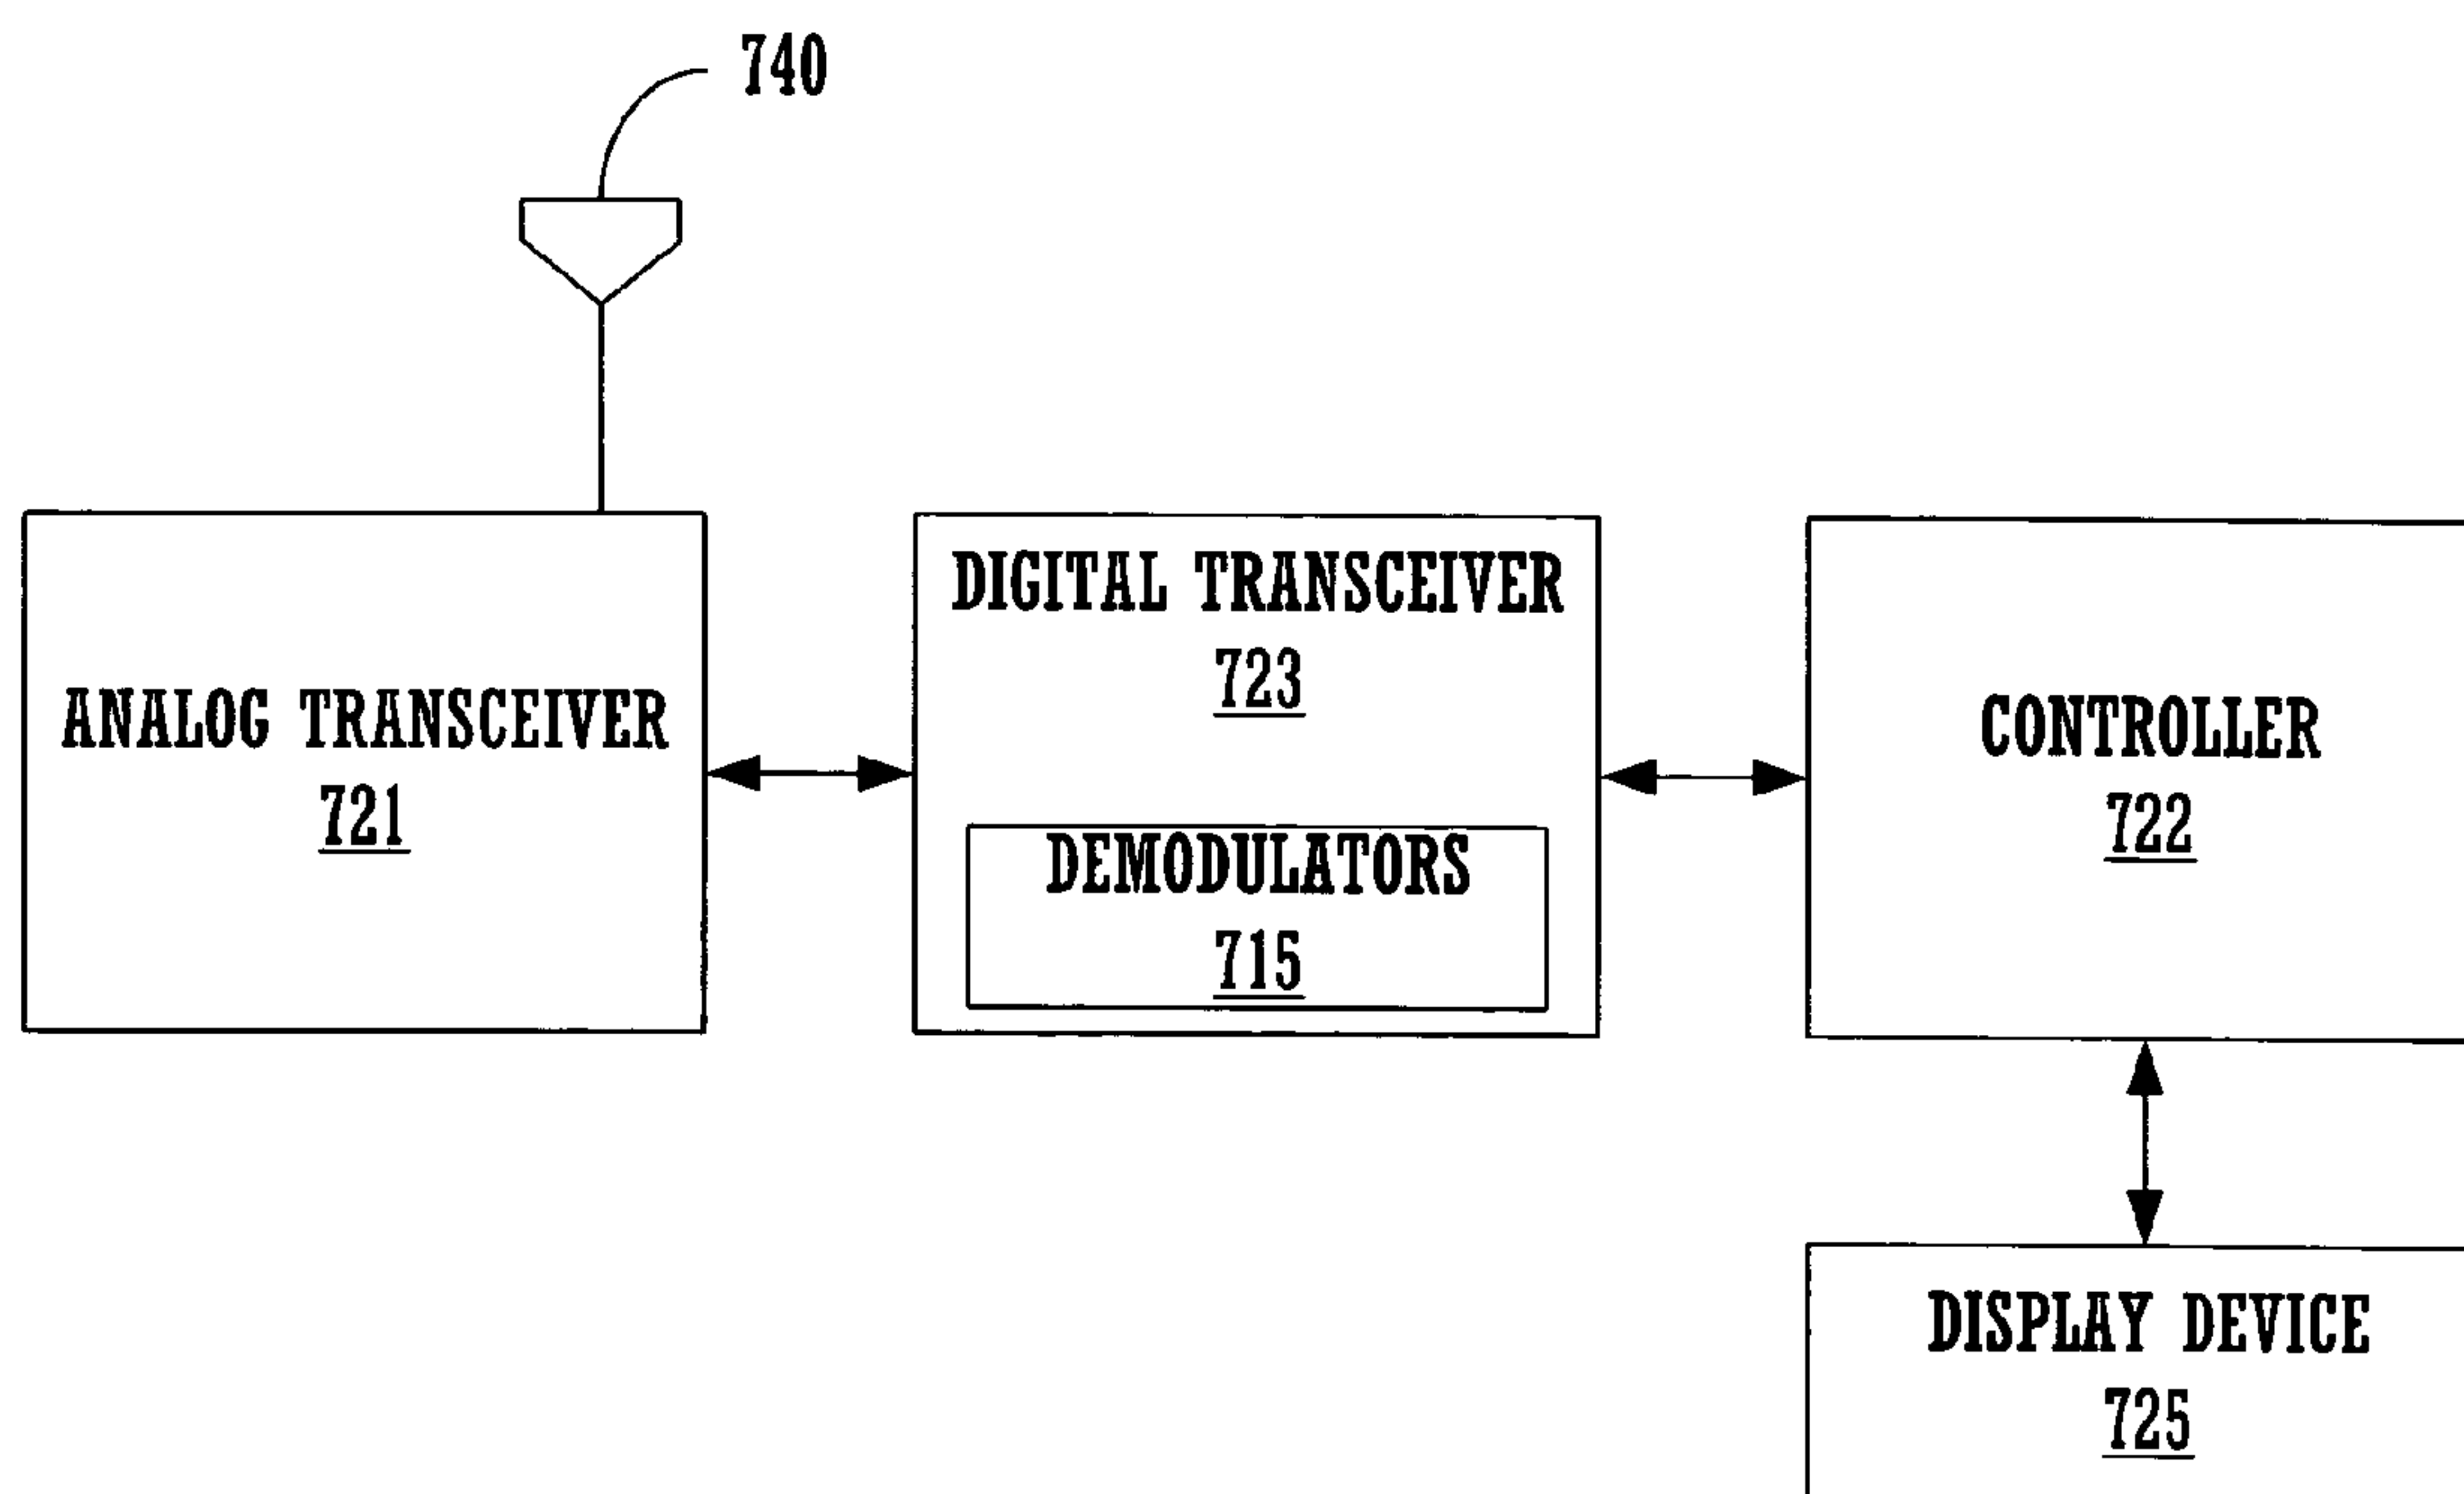 740
ANALOG TRANSCEIVER
721
DIGITAL TRANSCEIVER
723
DEMODULATORS
715
CONTROLLER
722
DISPLAY DEVICE
725